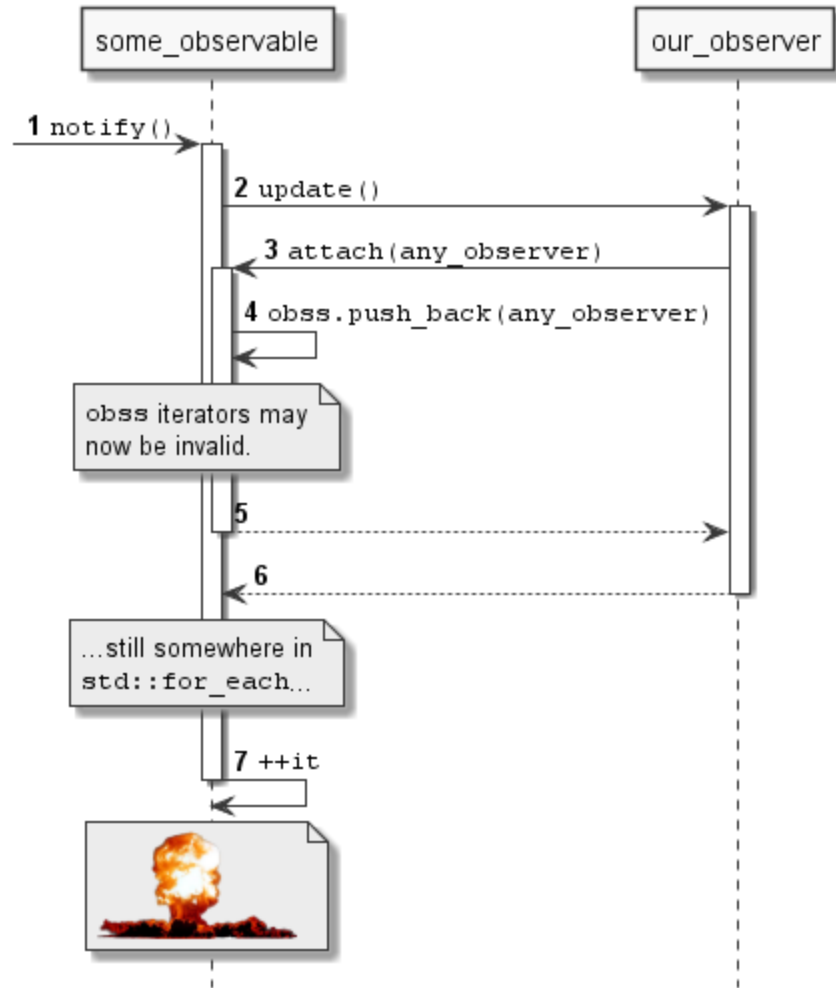 some_observable
our_observer
1 notify()
2 update()
3 attach(any_observer)
4 obss.push_back(any_observer)
obss iterators may
now be invalid.
5
6
...still somewhere in
std::for_each...
7 ++it